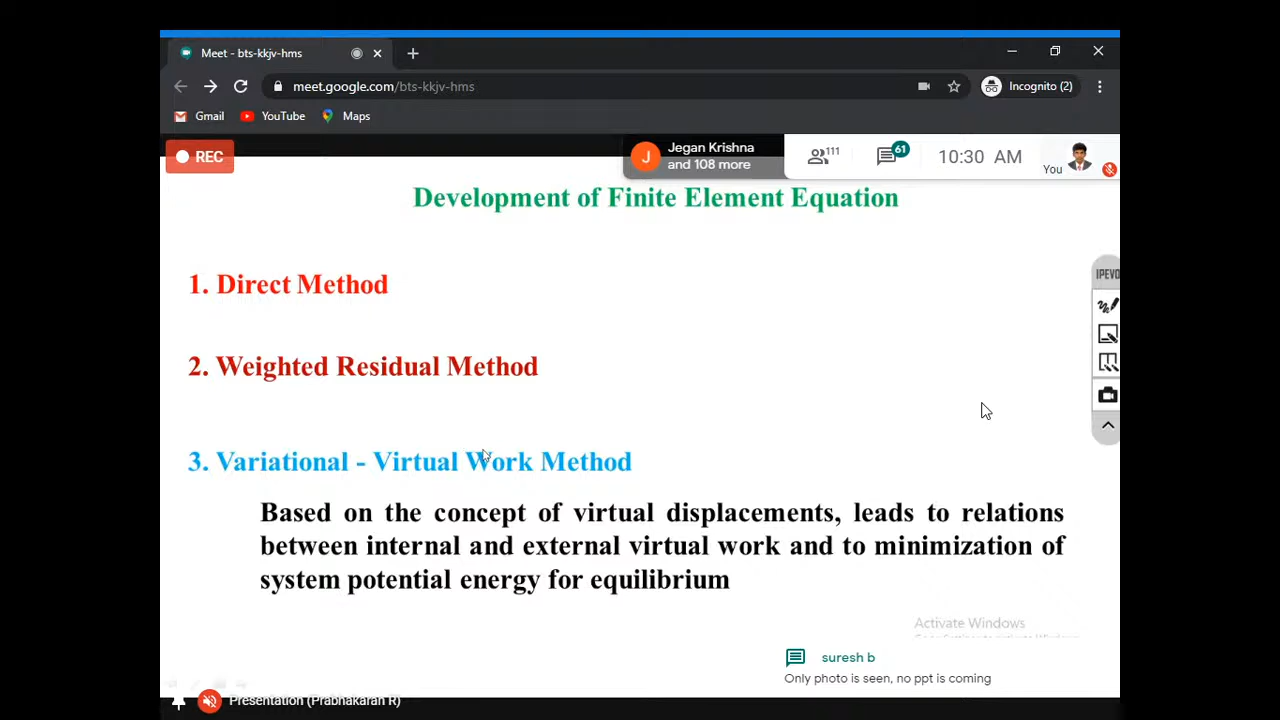 Meet - bts-kkjv-hms
meet.google.com/bts-kkjv-hms
Incognito (2)
Gmail YouTube Maps
REC
Jegan Krishna
and 108 more
111
61
10:30 AM
You
Development of Finite Element Equation
IPEVO
1. Direct Method
2. Weighted Residual Method
3. Variational - Virtual Work Method
Based on the concept of virtual displacements, leads to relations
between internal and external virtual work and to minimization of
system potential energy for equilibrium
Activate Windows
suresh b
Only photo is seen, no ppt is coming
Presentation (Prabhakaran R)